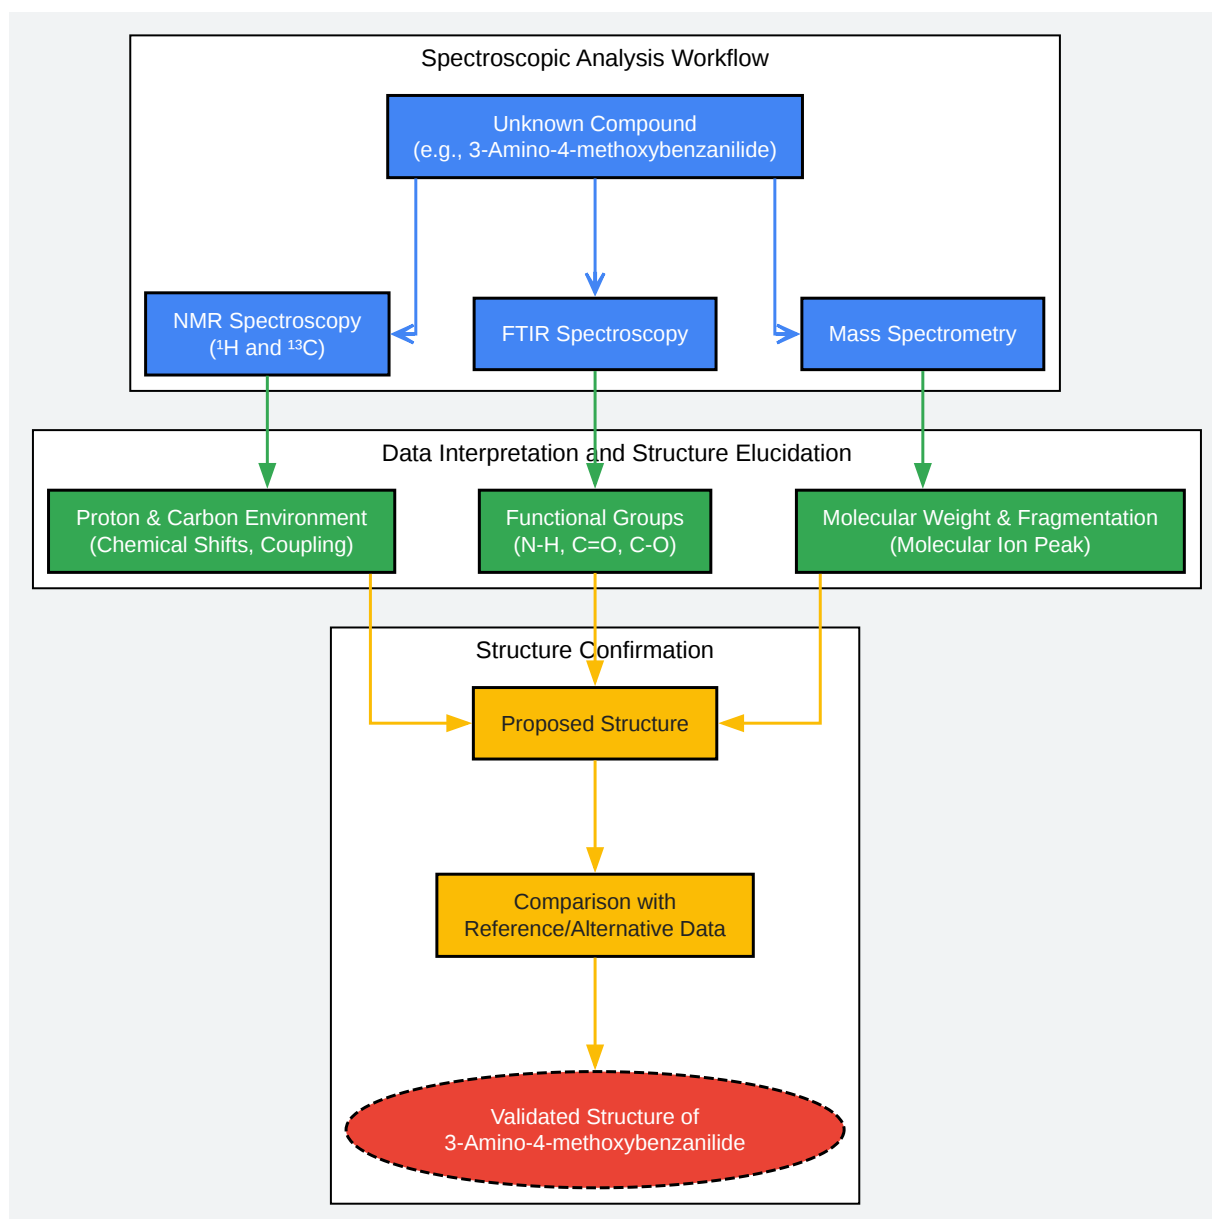 Spectroscopic Analysis Workflow
Unknown Compound
(e.g., 3-Amino-4-methoxybenzanilide)
NMR Spectroscopy
(¹H and ¹³C)
FTIR Spectroscopy
Mass Spectrometry
Data Interpretation and Structure Elucidation
Proton & Carbon Environment
(Chemical Shifts, Coupling)
Functional Groups
(N-H, C=O, C-O)
Molecular Weight & Fragmentation
(Molecular Ion Peak)
Structure Confirmation
Proposed Structure
Comparison with
Reference/Alternative Data
Validated Structure of
3-Amino-4-methoxybenzanilide